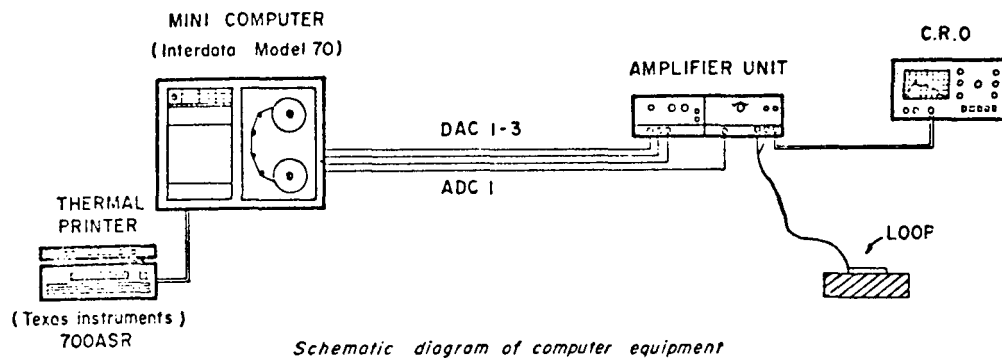 MINI COMPUTER
(Interdata Model 70)
C.R.O
AMPLIFIER UNIT
DAC 1-3
ADC 1
THERMAL
PRINTER
LOOP
(Texas instruments)
700ASR
Schematic diagram of computer equipment